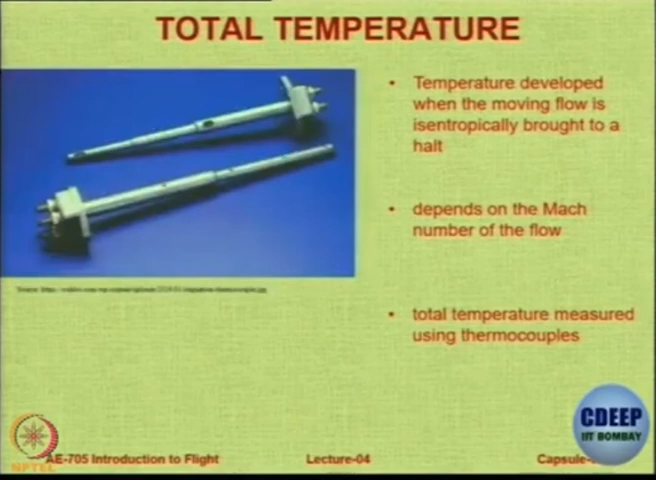 TOTAL TEMPERATURE
• Temperature developed
when the moving flow is
isentropically brought to a
halt
• depends on the Mach
number of the flow
• total temperature measured
using thermocouples
CDEEP
IIT BOMBAY
NPTEL
AE-705 Introduction to Flight
Lecture-04